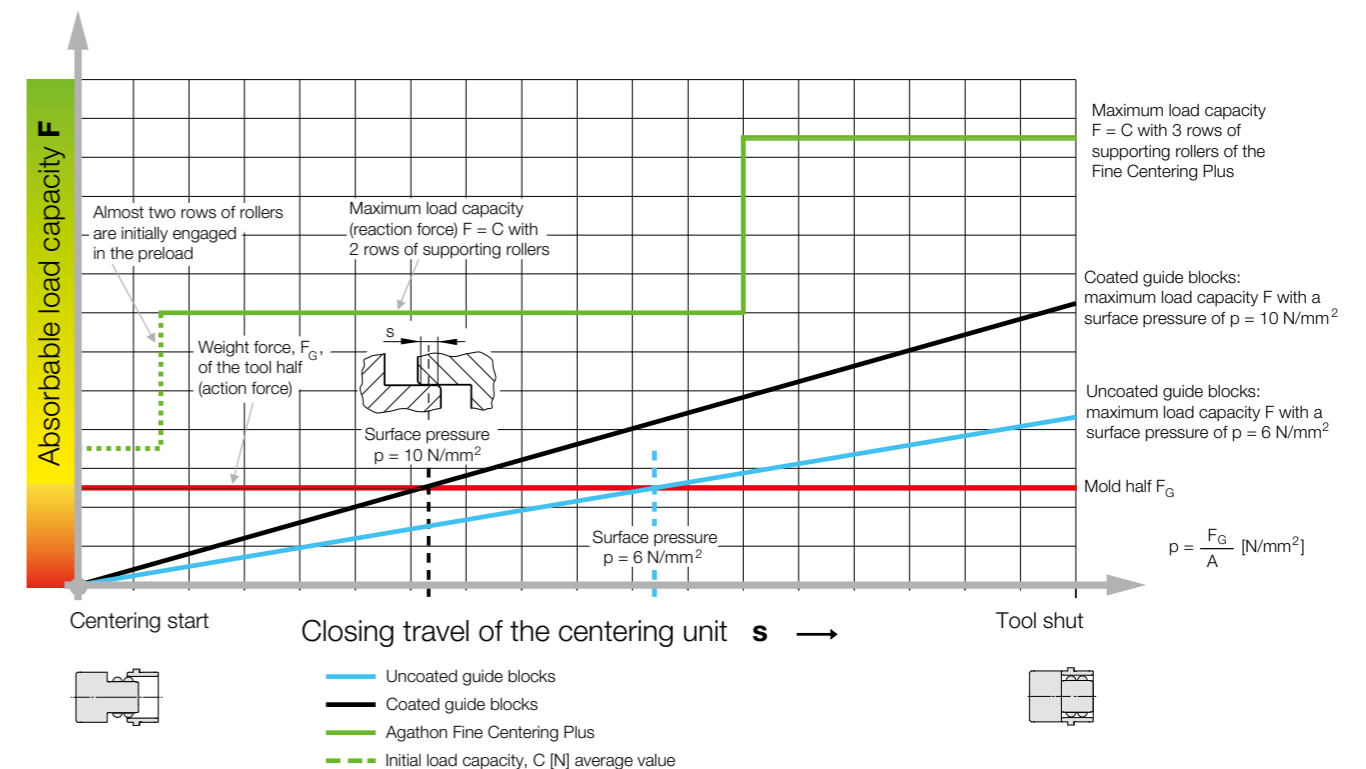 Absorbable load capacity F
Almost two rows of rollers
are initially engaged
in the preload
Maximum load capacity
(reaction force) F = C with
2 rows of supporting rollers
Weight force, F_G,
of the tool half
(action force)
s
Surface pressure
p = 10 N/mm²
Surface pressure
p = 6 N/mm²
Maximum load capacity
F = C with 3 rows of
supporting rollers of the
Fine Centering Plus
Coated guide blocks:
maximum load capacity F with a
surface pressure of p = 10 N/mm²
Uncoated guide blocks:
maximum load capacity F with a
surface pressure of p = 6 N/mm²
Mold half F_G
p = F_G / A [N/mm²]
Centering start
Closing travel of the centering unit s →
Tool shut
Uncoated guide blocks
Coated guide blocks
Agathon Fine Centering Plus
Initial load capacity, C [N] average value